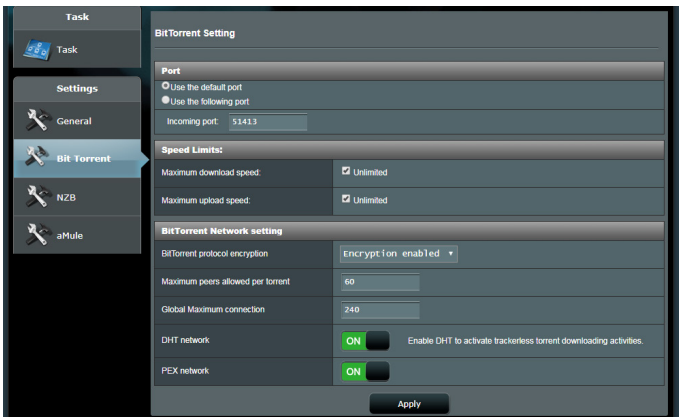 Task
Task
Settings
General
Bit Torrent
NZB
aMule
BitTorrent Setting
Port
Use the default port
Use the following port
Incoming port: 51413
Speed Limits:
Maximum download speed: Unlimited
Maximum upload speed: Unlimited
BitTorrent Network setting
BitTorrent protocol encryption Encryption enabled
Maximum peers allowed per torrent 60
Global Maximum connection 240
DHT network ON Enable DHT to activate trackerless torrent downloading activities.
PEX network ON
Apply